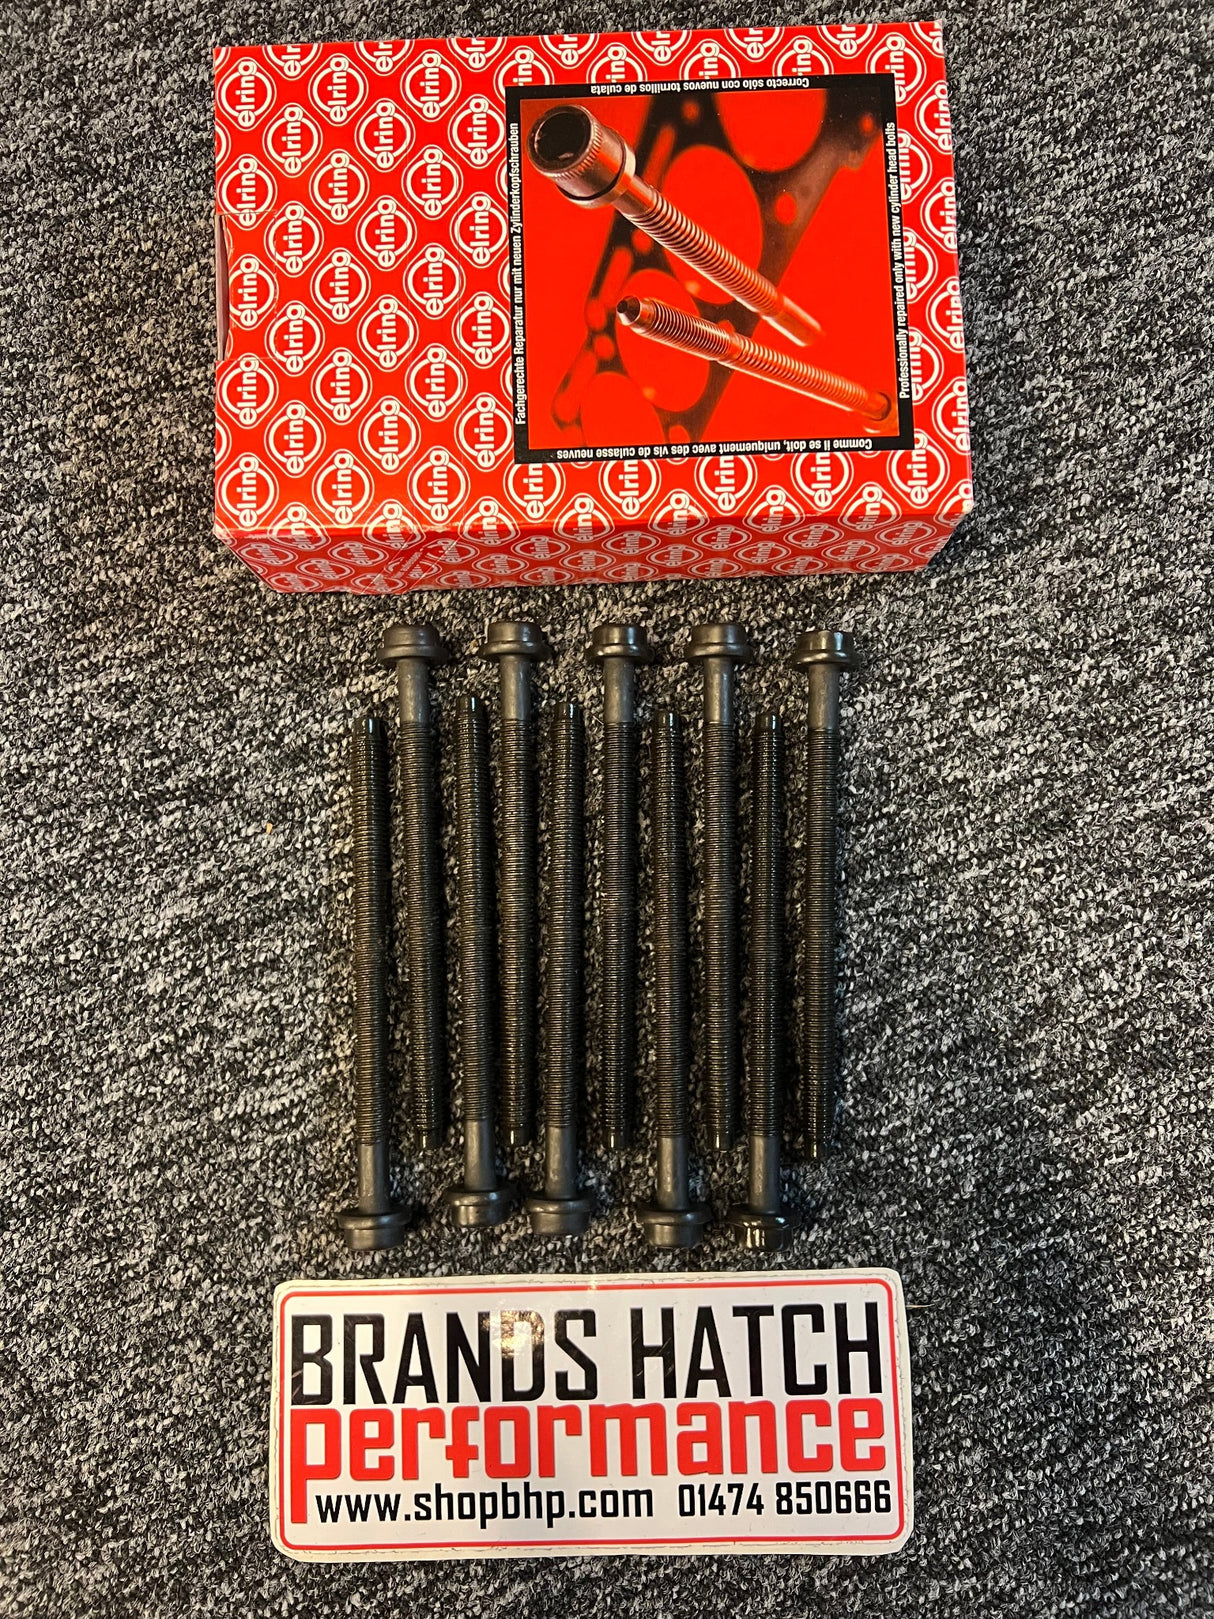 elring
Correcto sólo con nuevos tornillos de culata
Fachgerechte Reparatur nur mit neuen Zylinderkopfschrauben
Professionally repaired only with new cylinder head bolts
Comme il se doit, uniquement avec des vis de culasse neuves
BRANDS HATCH
performance
www.shopbhp.com 01474 850666